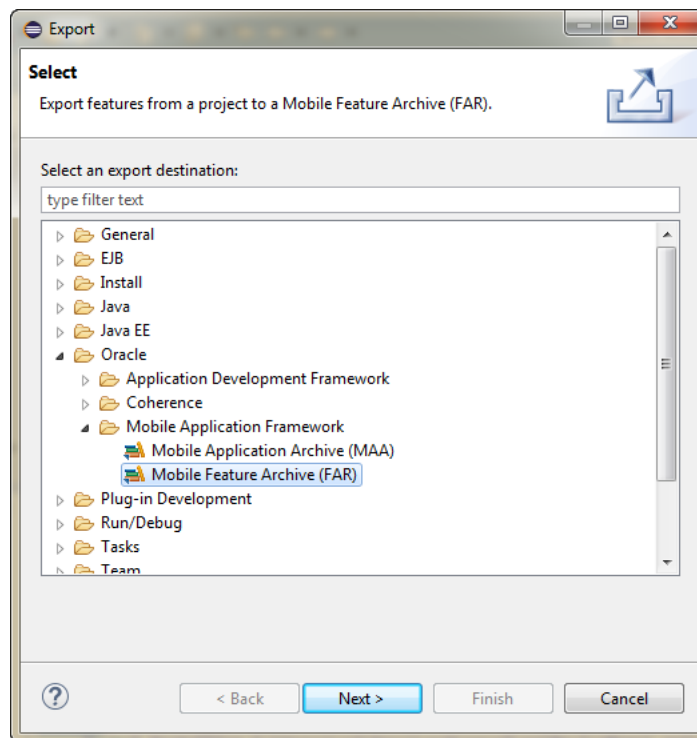 Export
Select
Export features from a project to a Mobile Feature Archive (FAR).
Select an export destination:
type filter text
General
EJB
Install
Java
Java EE
Oracle
Application Development Framework
Coherence
Mobile Application Framework
Mobile Application Archive (MAA)
Mobile Feature Archive (FAR)
Plug-in Development
Run/Debug
Tasks
Team
?
< Back Next > Finish Cancel